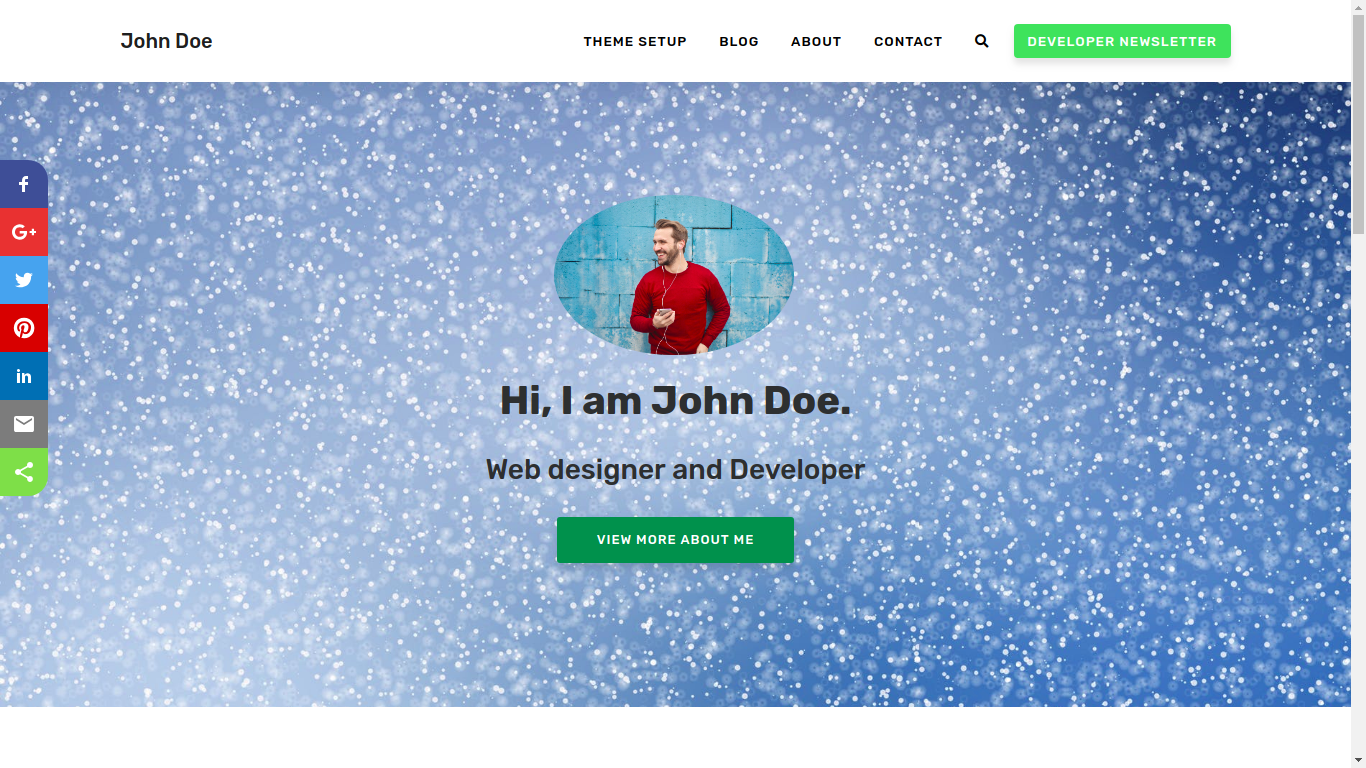 John Doe
THEME SETUP BLOG ABOUT CONTACT DEVELOPER NEWSLETTER
Hi, I am John Doe.
Web designer and Developer
VIEW MORE ABOUT ME